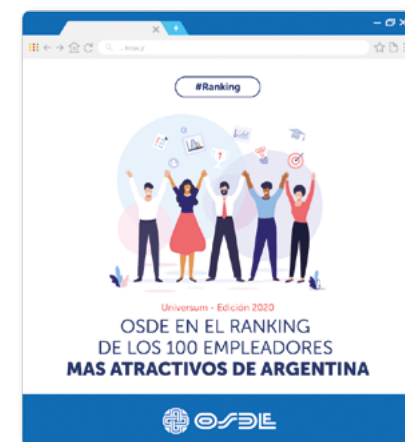 #Ranking
Universum - Edición 2020
OSDE EN EL RANKING
DE LOS 100 EMPLEADORES
MAS ATRACTIVOS DE ARGENTINA
OSDE